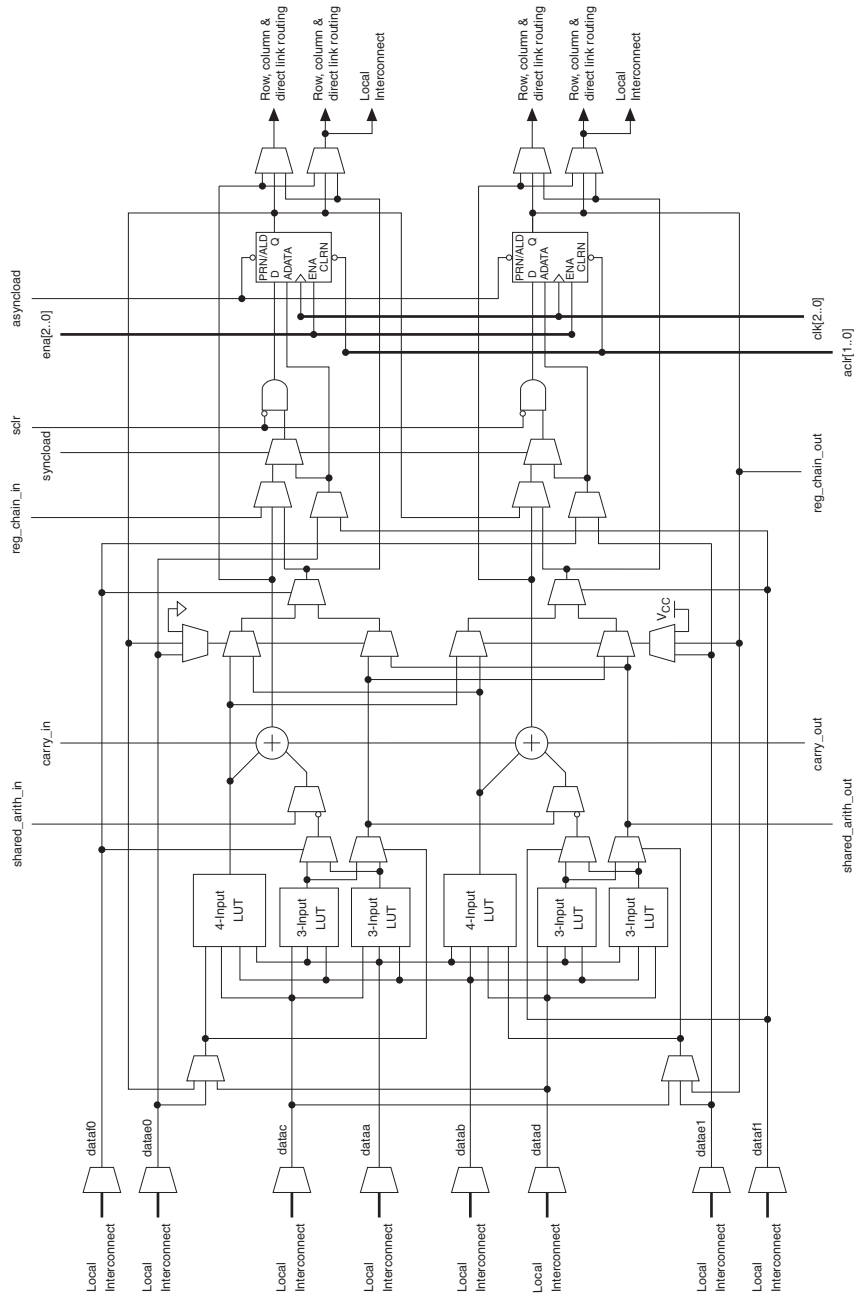 shared_arith_in
carry_in
reg_chain_in
syncload
sclr
ena[2..0]
asyncload
Local
Interconnect
dataf0
Local
Interconnect
datae0
Local
Interconnect
datac
Local
Interconnect
dataa
Local
Interconnect
datab
Local
Interconnect
datad
Local
Interconnect
datae1
Local
Interconnect
dataf1
4-Input
LUT
3-Input
LUT
3-Input
LUT
4-Input
LUT
3-Input
LUT
3-Input
LUT
+
+
VCC
PRN/ALD
D Q
ADATA
ENA
CLRN
PRN/ALD
D Q
ADATA
ENA
CLRN
Row, column &
direct link routing
Row, column &
direct link routing
Local
Interconnect
Row, column &
direct link routing
Row, column &
direct link routing
Local
Interconnect
shared_arith_out
carry_out
reg_chain_out
clk[2..0]
aclr[1..0]